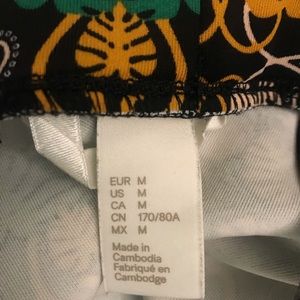 EUR M
US M
CA M
CN 170/80A
MX M
Made in
Cambodia
Fabriqué en
Cambodge